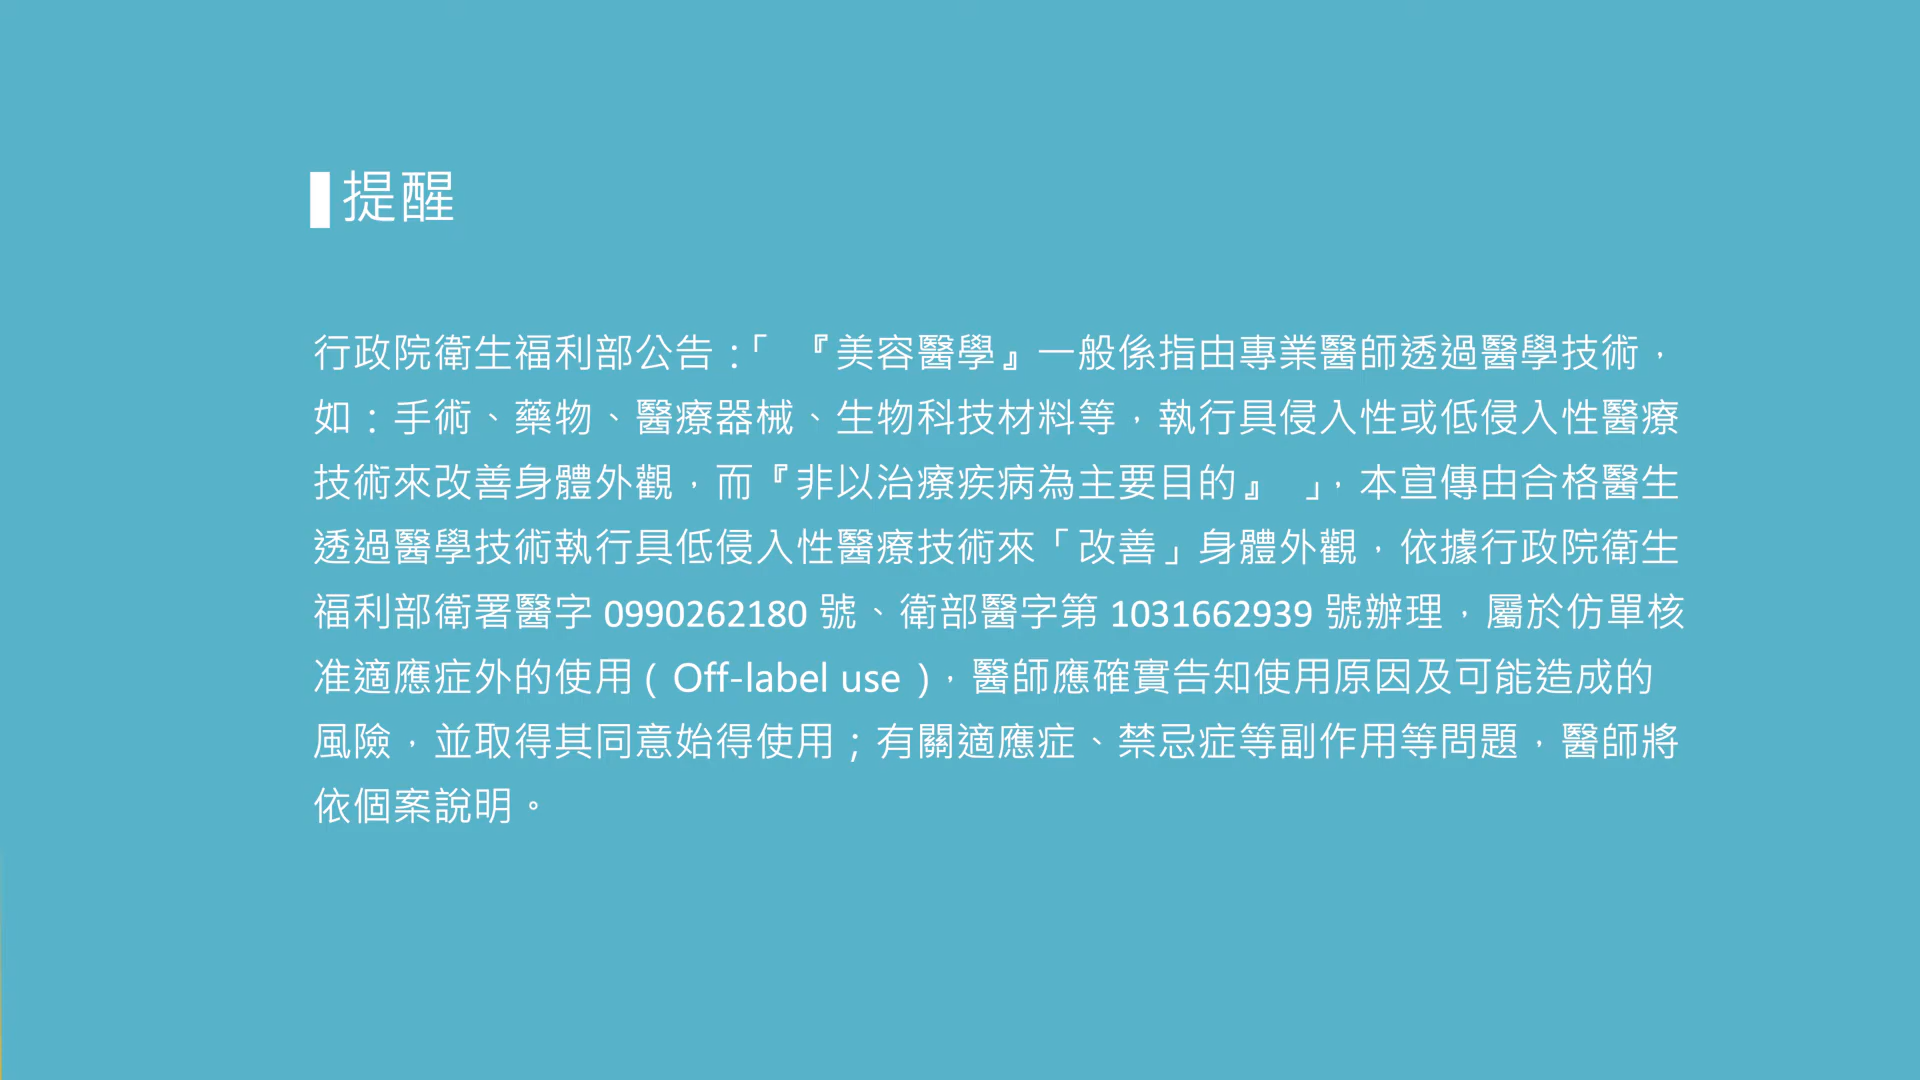 提醒
行政院衛生福利部公告：「 『美容醫學』一般係指由專業醫師透過醫學技術，
如：手術、藥物、醫療器械、生物科技材料等，執行具侵入性或低侵入性醫療
技術來改善身體外觀，而『非以治療疾病為主要目的』 」，本宣傳由合格醫生
透過醫學技術執行具低侵入性醫療技術來「改善」身體外觀，依據行政院衛生
福利部衛署醫字 0990262180 號、衛部醫字第 1031662939 號辦理，屬於仿單核
准適應症外的使用（ Off-label use ），醫師應確實告知使用原因及可能造成的
風險，並取得其同意始得使用；有關適應症、禁忌症等副作用等問題，醫師將
依個案說明。